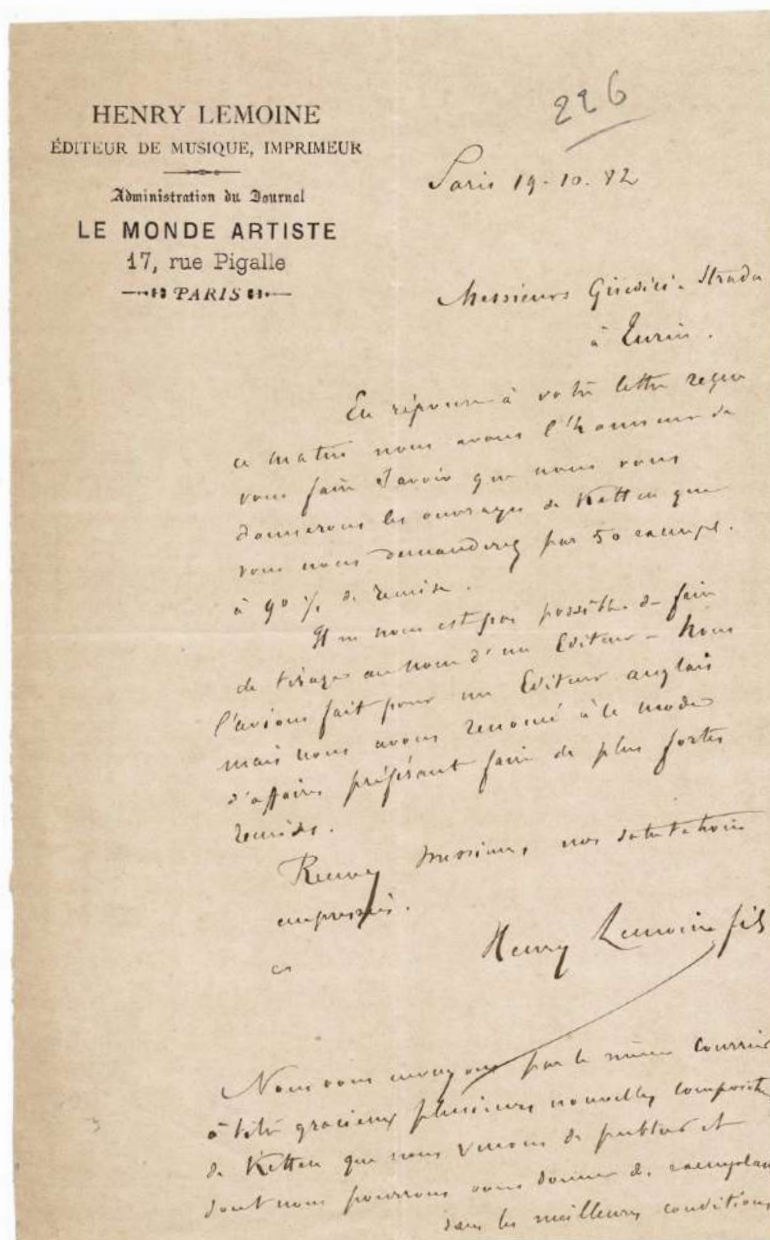 HENRY LEMOINE
ÉDITEUR DE MUSIQUE, IMPRIMEUR
Administration du Journal
LE MONDE ARTISTE
17, rue Pigalle
PARIS
226
Paris 19-10-82
Messieurs Giudici & Strada
à Turin.
En réponse à votre lettre reçue
ce matin nous avons l'honneur de
vous faire savoir que nous vous
donnerons les ouvrages de Ketten que
vous nous demanderez par 50 exempl.
à 90 % de remise.
Il ne nous est pas possible de faire
de tirages au nom d'un Editeur - Nous
l'avions fait pour un Editeur anglais
mais nous avons renoncé à ce mode
d'affaires préférant faire de plus fortes
remises.
Recevez Messieurs, nos salutations
empressées.
Henry Lemoine fils
Nous vous envoyons par le même courrier
à titre gracieux plusieurs nouvelles
de Ketten que nous venons de publier et
dont nous pourrons vous donner des
dans les meilleures conditions